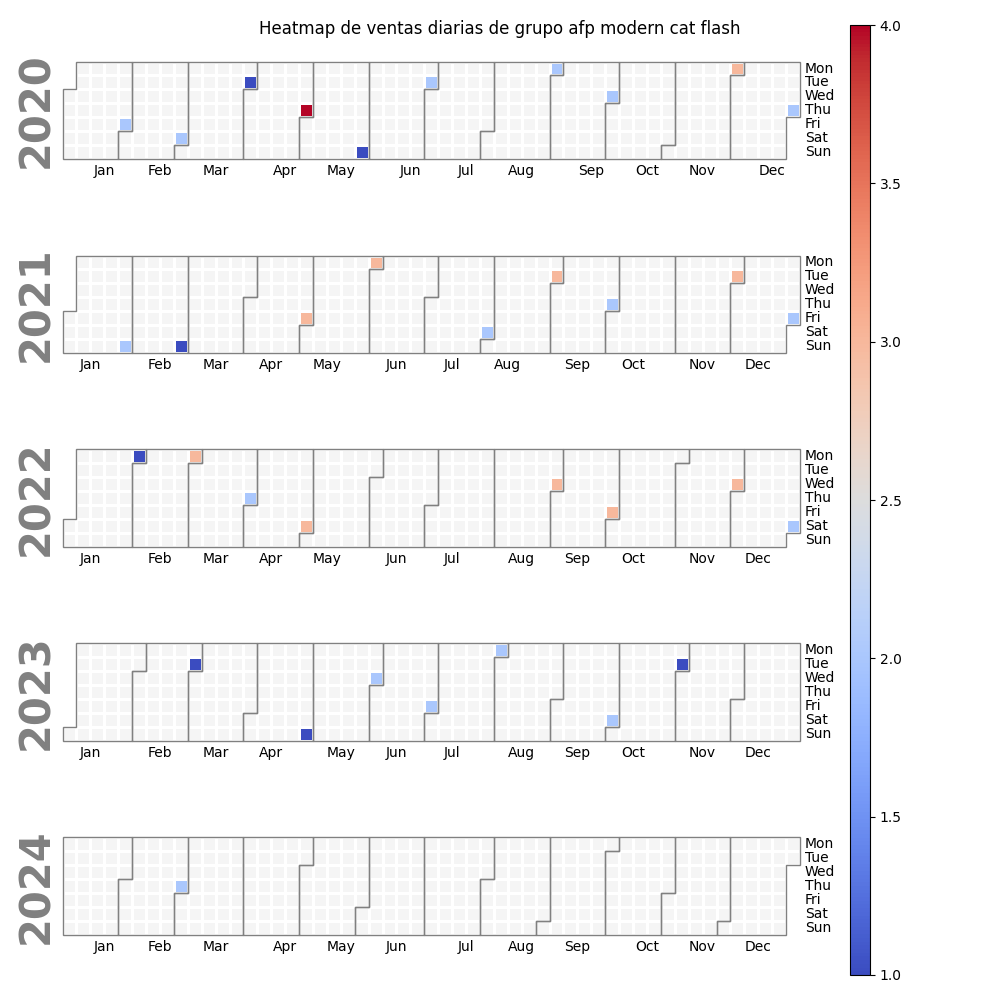 Heatmap de ventas diarias de grupo afp modern cat flash
2020
Mon
Tue
Wed
Thu
Fri
Sat
Sun
Jan Feb Mar Apr May Jun Jul Aug Sep Oct Nov Dec
2021
Mon
Tue
Wed
Thu
Fri
Sat
Sun
Jan Feb Mar Apr May Jun Jul Aug Sep Oct Nov Dec
2022
Mon
Tue
Wed
Thu
Fri
Sat
Sun
Jan Feb Mar Apr May Jun Jul Aug Sep Oct Nov Dec
2023
Mon
Tue
Wed
Thu
Fri
Sat
Sun
Jan Feb Mar Apr May Jun Jul Aug Sep Oct Nov Dec
2024
Mon
Tue
Wed
Thu
Fri
Sat
Sun
Jan Feb Mar Apr May Jun Jul Aug Sep Oct Nov Dec
4.0
3.5
3.0
2.5
2.0
1.5
1.0